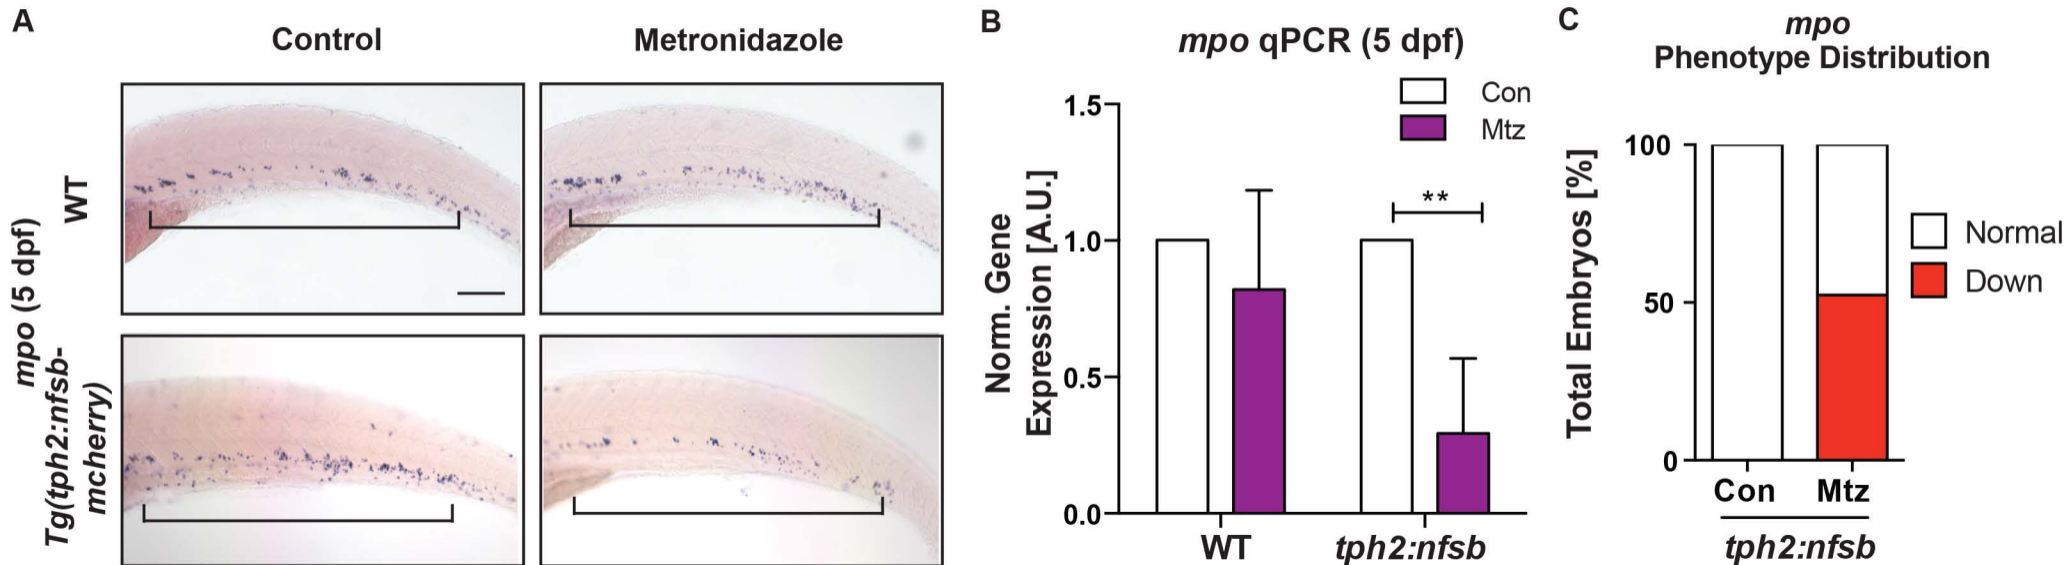 A
Control
Metronidazole
mpo (5 dpf)
WT
Tg(tph2:nfsb-
mcherry)
B
mpo qPCR (5 dpf)
Con
Mtz
Norm. Gene
Expression [A.U.]
1.5
1.0
0.5
0.0
**
WT
tph2:nfsb
C
mpo
Phenotype Distribution
Total Embryos [%]
100
50
0
Normal
Down
Con
Mtz
tph2:nfsb